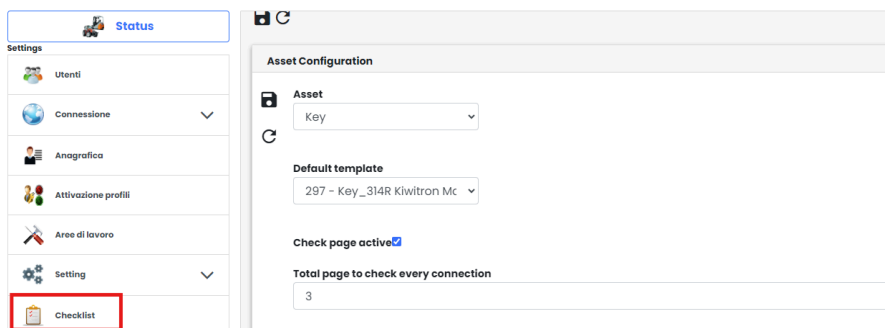 Status
Settings
Utenti
Connessione
Anagrafica
Attivazione profili
Aree di lavoro
Setting
Checklist
Asset Configuration
Asset
Key
Default template
297 - Key_314R Kiwitron Mc
Check page active
Total page to check every connection
3